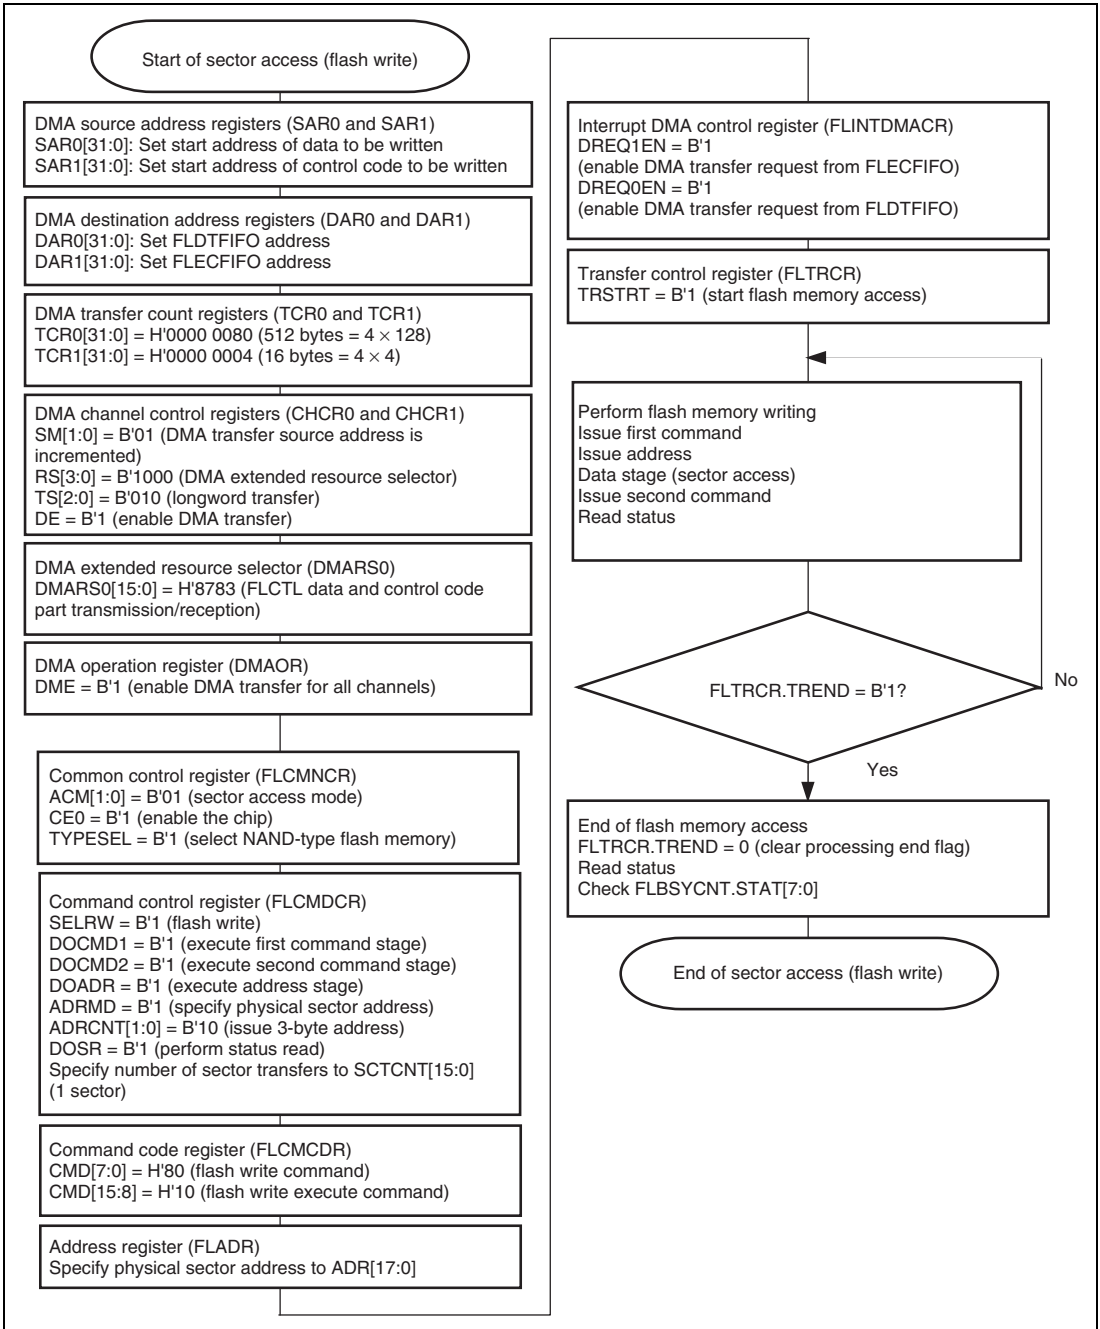 Start of sector access (flash write)
DMA source address registers (SAR0 and SAR1)
SAR0[31:0]: Set start address of data to be written
SAR1[31:0]: Set start address of control code to be written
DMA destination address registers (DAR0 and DAR1)
DAR0[31:0]: Set FLDTFIFO address
DAR1[31:0]: Set FLECFIFO address
DMA transfer count registers (TCR0 and TCR1)
TCR0[31:0] = H'0000 0080 (512 bytes = 4 × 128)
TCR1[31:0] = H'0000 0004 (16 bytes = 4 × 4)
DMA channel control registers (CHCR0 and CHCR1)
SM[1:0] = B'01 (DMA transfer source address is
incremented)
RS[3:0] = B'1000 (DMA extended resource selector)
TS[2:0] = B'010 (longword transfer)
DE = B'1 (enable DMA transfer)
DMA extended resource selector (DMARS0)
DMARS0[15:0] = H'8783 (FLCTL data and control code
part transmission/reception)
DMA operation register (DMAOR)
DME = B'1 (enable DMA transfer for all channels)
Common control register (FLCMNCR)
ACM[1:0] = B'01 (sector access mode)
CE0 = B'1 (enable the chip)
TYPESEL = B'1 (select NAND-type flash memory)
Command control register (FLCMDCR)
SELRW = B'1 (flash write)
DOCMD1 = B'1 (execute first command stage)
DOCMD2 = B'1 (execute second command stage)
DOADR = B'1 (execute address stage)
ADRMD = B'1 (specify physical sector address)
ADRCNT[1:0] = B'10 (issue 3-byte address)
DOSR = B'1 (perform status read)
Specify number of sector transfers to SCTCNT[15:0]
(1 sector)
Command code register (FLCMCDR)
CMD[7:0] = H'80 (flash write command)
CMD[15:8] = H'10 (flash write execute command)
Address register (FLADR)
Specify physical sector address to ADR[17:0]
Interrupt DMA control register (FLINTDMACR)
DREQ1EN = B'1
(enable DMA transfer request from FLECFIFO)
DREQ0EN = B'1
(enable DMA transfer request from FLDTFIFO)
Transfer control register (FLTRCR)
TRSTRT = B'1 (start flash memory access)
Perform flash memory writing
Issue first command
Issue address
Data stage (sector access)
Issue second command
Read status
FLTRCR.TREND = B'1?
No
Yes
End of flash memory access
FLTRCR.TREND = 0 (clear processing end flag)
Read status
Check FLBSYCNT.STAT[7:0]
End of sector access (flash write)